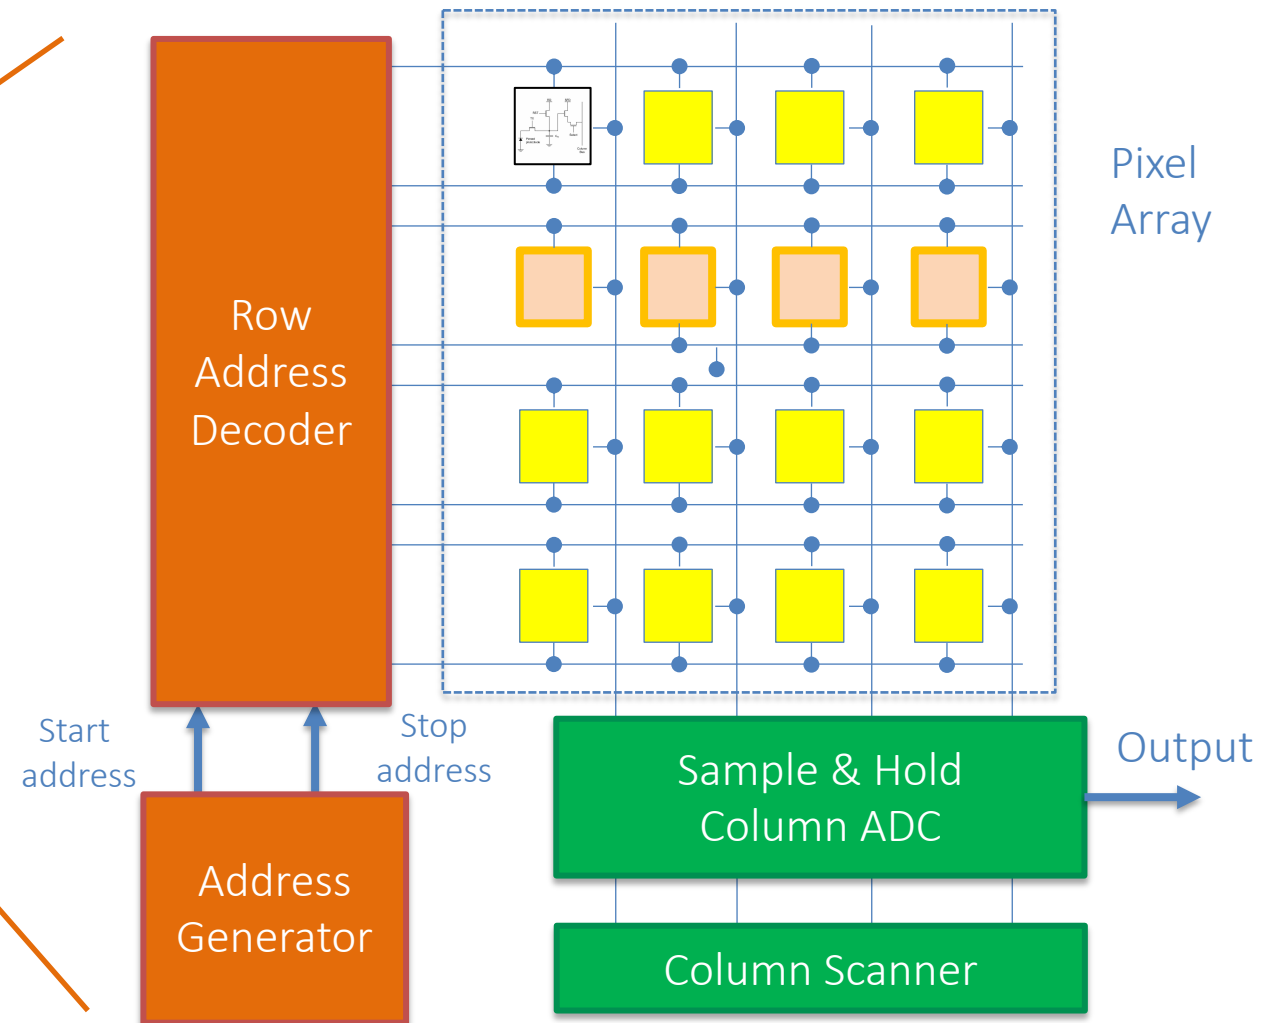 Pixel
Array
Row
Address
Decoder
Start
address
Stop
address
Output
Sample & Hold
Column ADC
Address
Generator
Column Scanner